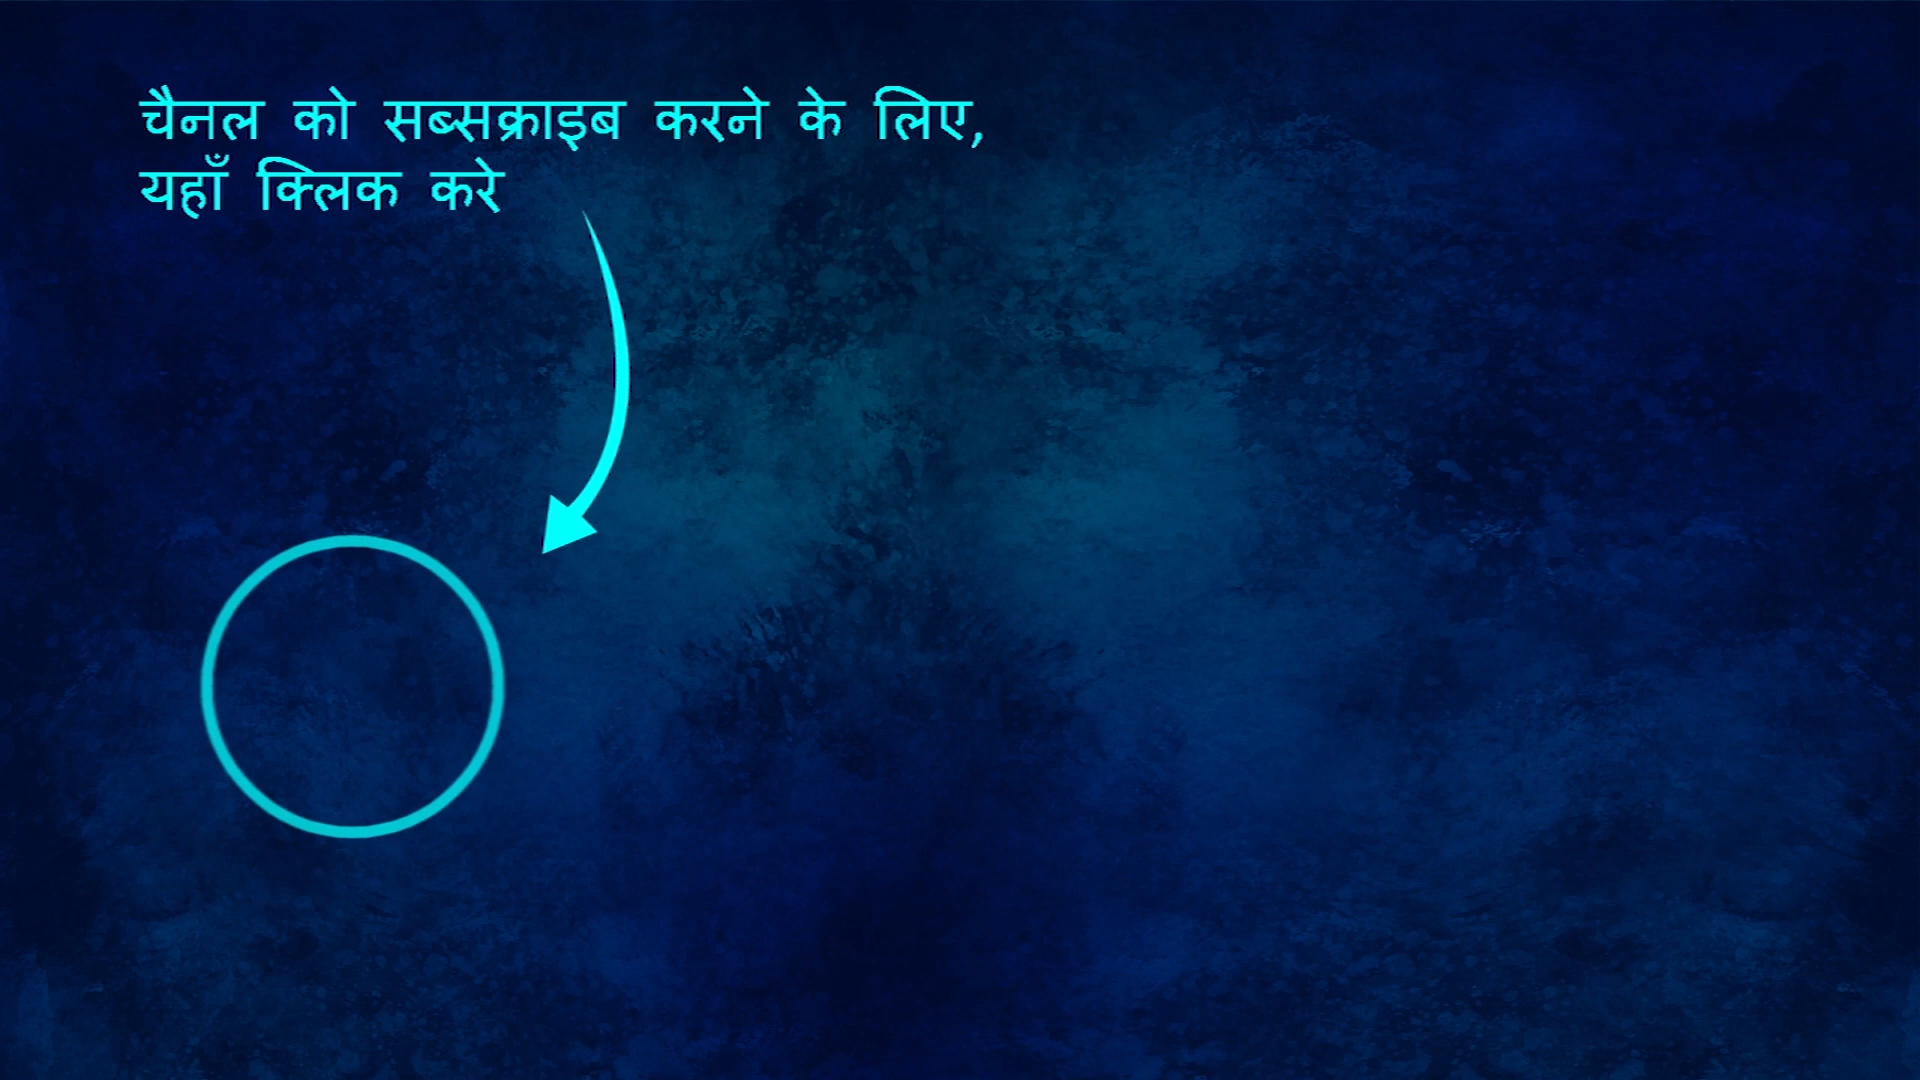 चैनल को सब्सक्राइब करने के लिए,
यहाँ क्लिक करे